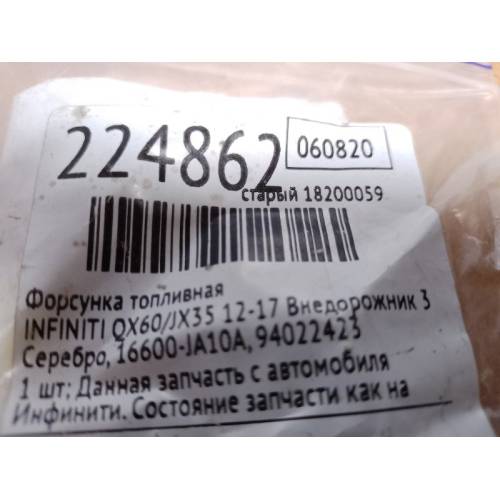 224862
060820
старый 18200059
Форсунка топливная
INFINITI QX60/JX35 12-17 Внедорожник 3
Серебро, 16600-JA10A, 94022423
1 шт; Данная запчасть с автомобиля
Инфинити. Состояние запчасти как на